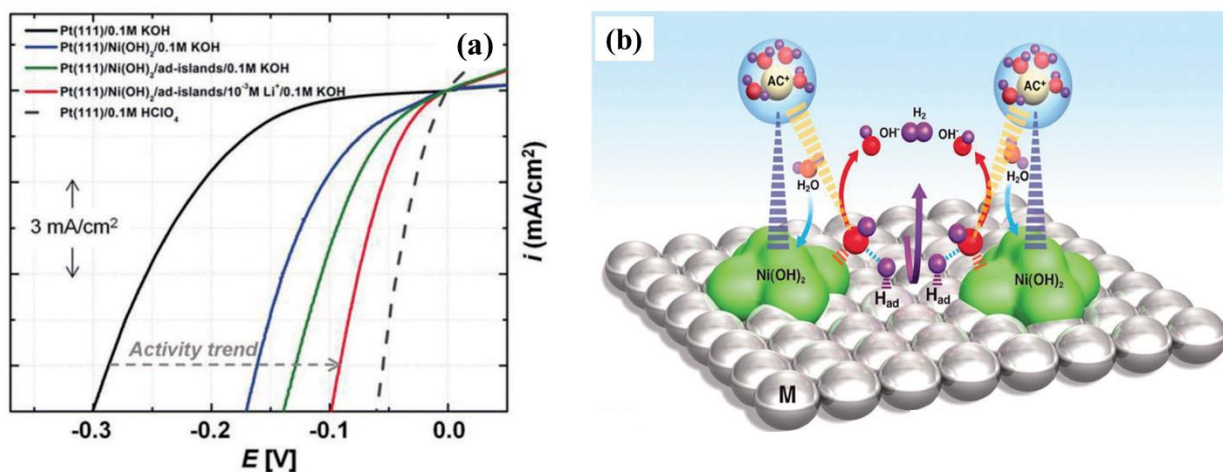 Pt(111)/0.1M KOH
Pt(111)/Ni(OH)₂/0.1M KOH
Pt(111)/Ni(OH)₂/ad-islands/0.1M KOH
Pt(111)/Ni(OH)₂/ad-islands/10⁻³M Li⁺/0.1M KOH
Pt(111)/0.1M HClO₄
(a)
3 mA/cm²
Activity trend
i (mA/cm²)
-0.3 -0.2 -0.1 0.0
E [V]
(b)
AC⁺ AC⁺
H₂
OH⁻ OH⁻
H₂O H₂O
Ni(OH)₂ Ni(OH)₂
Had Had
M